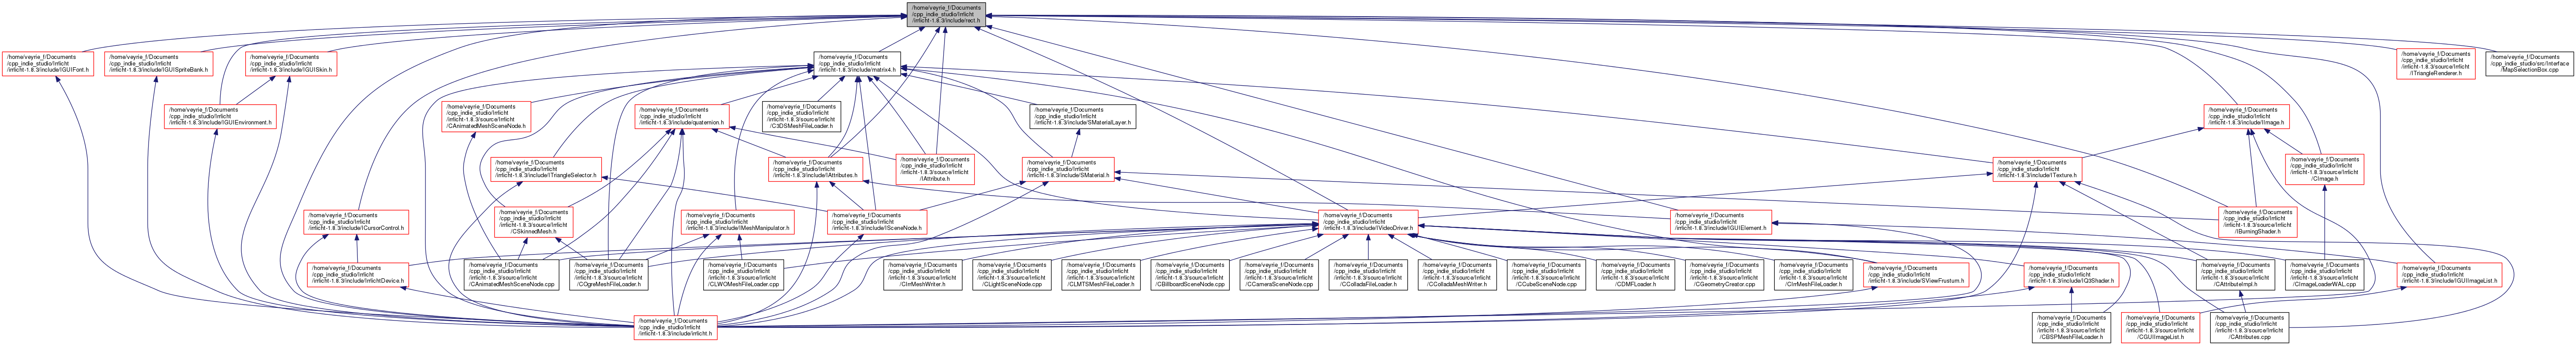 /home/veyrie_f/Documents
/cpp_indie_studio/Irrlicht
/irrlicht-1.8.3/include/rect.h
/home/veyrie_f/Documents
/cpp_indie_studio/Irrlicht
/irrlicht-1.8.3/include/IGUIFont.h
/home/veyrie_f/Documents
/cpp_indie_studio/Irrlicht
/irrlicht-1.8.3/include/IGUISpriteBank.h
/home/veyrie_f/Documents
/cpp_indie_studio/Irrlicht
/irrlicht-1.8.3/include/IGUISkin.h
/home/veyrie_f/Documents
/cpp_indie_studio/Irrlicht
/irrlicht-1.8.3/include/matrix4.h
/home/veyrie_f/Documents
/cpp_indie_studio/Irrlicht
/irrlicht-1.8.3/source/Irrlicht
/ITriangleRenderer.h
/home/veyrie_f/Documents
/cpp_indie_studio/src/Interface
/MapSelectionBox.cpp
/home/veyrie_f/Documents
/cpp_indie_studio/Irrlicht
/irrlicht-1.8.3/include/IGUIEnvironment.h
/home/veyrie_f/Documents
/cpp_indie_studio/Irrlicht
/irrlicht-1.8.3/source/Irrlicht
/CAnimatedMeshSceneNode.h
/home/veyrie_f/Documents
/cpp_indie_studio/Irrlicht
/irrlicht-1.8.3/include/quaternion.h
/home/veyrie_f/Documents
/cpp_indie_studio/Irrlicht
/irrlicht-1.8.3/source/Irrlicht
/C3DSMeshFileLoader.h
/home/veyrie_f/Documents
/cpp_indie_studio/Irrlicht
/irrlicht-1.8.3/include/SMaterialLayer.h
/home/veyrie_f/Documents
/cpp_indie_studio/Irrlicht
/irrlicht-1.8.3/include/IImage.h
/home/veyrie_f/Documents
/cpp_indie_studio/Irrlicht
/irrlicht-1.8.3/include/ITriangleSelector.h
/home/veyrie_f/Documents
/cpp_indie_studio/Irrlicht
/irrlicht-1.8.3/include/IAttributes.h
/home/veyrie_f/Documents
/cpp_indie_studio/Irrlicht
/irrlicht-1.8.3/source/Irrlicht
/IAttribute.h
/home/veyrie_f/Documents
/cpp_indie_studio/Irrlicht
/irrlicht-1.8.3/include/SMaterial.h
/home/veyrie_f/Documents
/cpp_indie_studio/Irrlicht
/irrlicht-1.8.3/include/ITexture.h
/home/veyrie_f/Documents
/cpp_indie_studio/Irrlicht
/irrlicht-1.8.3/source/Irrlicht
/CImage.h
/home/veyrie_f/Documents
/cpp_indie_studio/Irrlicht
/irrlicht-1.8.3/include/ICursorControl.h
/home/veyrie_f/Documents
/cpp_indie_studio/Irrlicht
/irrlicht-1.8.3/source/Irrlicht
/CSkinnedMesh.h
/home/veyrie_f/Documents
/cpp_indie_studio/Irrlicht
/irrlicht-1.8.3/include/IMeshManipulator.h
/home/veyrie_f/Documents
/cpp_indie_studio/Irrlicht
/irrlicht-1.8.3/include/ISceneNode.h
/home/veyrie_f/Documents
/cpp_indie_studio/Irrlicht
/irrlicht-1.8.3/include/IVideoDriver.h
/home/veyrie_f/Documents
/cpp_indie_studio/Irrlicht
/irrlicht-1.8.3/include/IGUIElement.h
/home/veyrie_f/Documents
/cpp_indie_studio/Irrlicht
/irrlicht-1.8.3/source/Irrlicht
/IBurningShader.h
/home/veyrie_f/Documents
/cpp_indie_studio/Irrlicht
/irrlicht-1.8.3/include/IrrlichtDevice.h
/home/veyrie_f/Documents
/cpp_indie_studio/Irrlicht
/irrlicht-1.8.3/source/Irrlicht
/CAnimatedMeshSceneNode.cpp
/home/veyrie_f/Documents
/cpp_indie_studio/Irrlicht
/irrlicht-1.8.3/source/Irrlicht
/COgreMeshFileLoader.h
/home/veyrie_f/Documents
/cpp_indie_studio/Irrlicht
/irrlicht-1.8.3/source/Irrlicht
/CLWOMeshFileLoader.cpp
/home/veyrie_f/Documents
/cpp_indie_studio/Irrlicht
/irrlicht-1.8.3/source/Irrlicht
/CIrrMeshWriter.cpp
/home/veyrie_f/Documents
/cpp_indie_studio/Irrlicht
/irrlicht-1.8.3/source/Irrlicht
/CLightSceneNode.cpp
/home/veyrie_f/Documents
/cpp_indie_studio/Irrlicht
/irrlicht-1.8.3/source/Irrlicht
/CLMTSMeshFileLoader.cpp
/home/veyrie_f/Documents
/cpp_indie_studio/Irrlicht
/irrlicht-1.8.3/source/Irrlicht
/CBillboardSceneNode.cpp
/home/veyrie_f/Documents
/cpp_indie_studio/Irrlicht
/irrlicht-1.8.3/source/Irrlicht
/CCameraSceneNode.cpp
/home/veyrie_f/Documents
/cpp_indie_studio/Irrlicht
/irrlicht-1.8.3/source/Irrlicht
/CColladaFileLoader.cpp
/home/veyrie_f/Documents
/cpp_indie_studio/Irrlicht
/irrlicht-1.8.3/source/Irrlicht
/CColladaMeshWriter.cpp
/home/veyrie_f/Documents
/cpp_indie_studio/Irrlicht
/irrlicht-1.8.3/source/Irrlicht
/CCubeSceneNode.cpp
/home/veyrie_f/Documents
/cpp_indie_studio/Irrlicht
/irrlicht-1.8.3/source/Irrlicht
/CDMFLoader.cpp
/home/veyrie_f/Documents
/cpp_indie_studio/Irrlicht
/irrlicht-1.8.3/source/Irrlicht
/CGeometryCreator.cpp
/home/veyrie_f/Documents
/cpp_indie_studio/Irrlicht
/irrlicht-1.8.3/source/Irrlicht
/CIrrMeshFileLoader.cpp
/home/veyrie_f/Documents
/cpp_indie_studio/Irrlicht
/irrlicht-1.8.3/include/SViewFrustum.h
/home/veyrie_f/Documents
/cpp_indie_studio/Irrlicht
/irrlicht-1.8.3/include/IQ3Shader.h
/home/veyrie_f/Documents
/cpp_indie_studio/Irrlicht
/irrlicht-1.8.3/source/Irrlicht
/CAttributeImpl.h
/home/veyrie_f/Documents
/cpp_indie_studio/Irrlicht
/irrlicht-1.8.3/source/Irrlicht
/CImageLoaderWAL.cpp
/home/veyrie_f/Documents
/cpp_indie_studio/Irrlicht
/irrlicht-1.8.3/include/IGUIImageList.h
/home/veyrie_f/Documents
/cpp_indie_studio/Irrlicht
/irrlicht-1.8.3/include/irrlicht.h
/home/veyrie_f/Documents
/cpp_indie_studio/Irrlicht
/irrlicht-1.8.3/source/Irrlicht
/CBSPMeshFileLoader.h
/home/veyrie_f/Documents
/cpp_indie_studio/Irrlicht
/irrlicht-1.8.3/source/Irrlicht
/CGUIImageList.h
/home/veyrie_f/Documents
/cpp_indie_studio/Irrlicht
/irrlicht-1.8.3/source/Irrlicht
/CAttributes.cpp